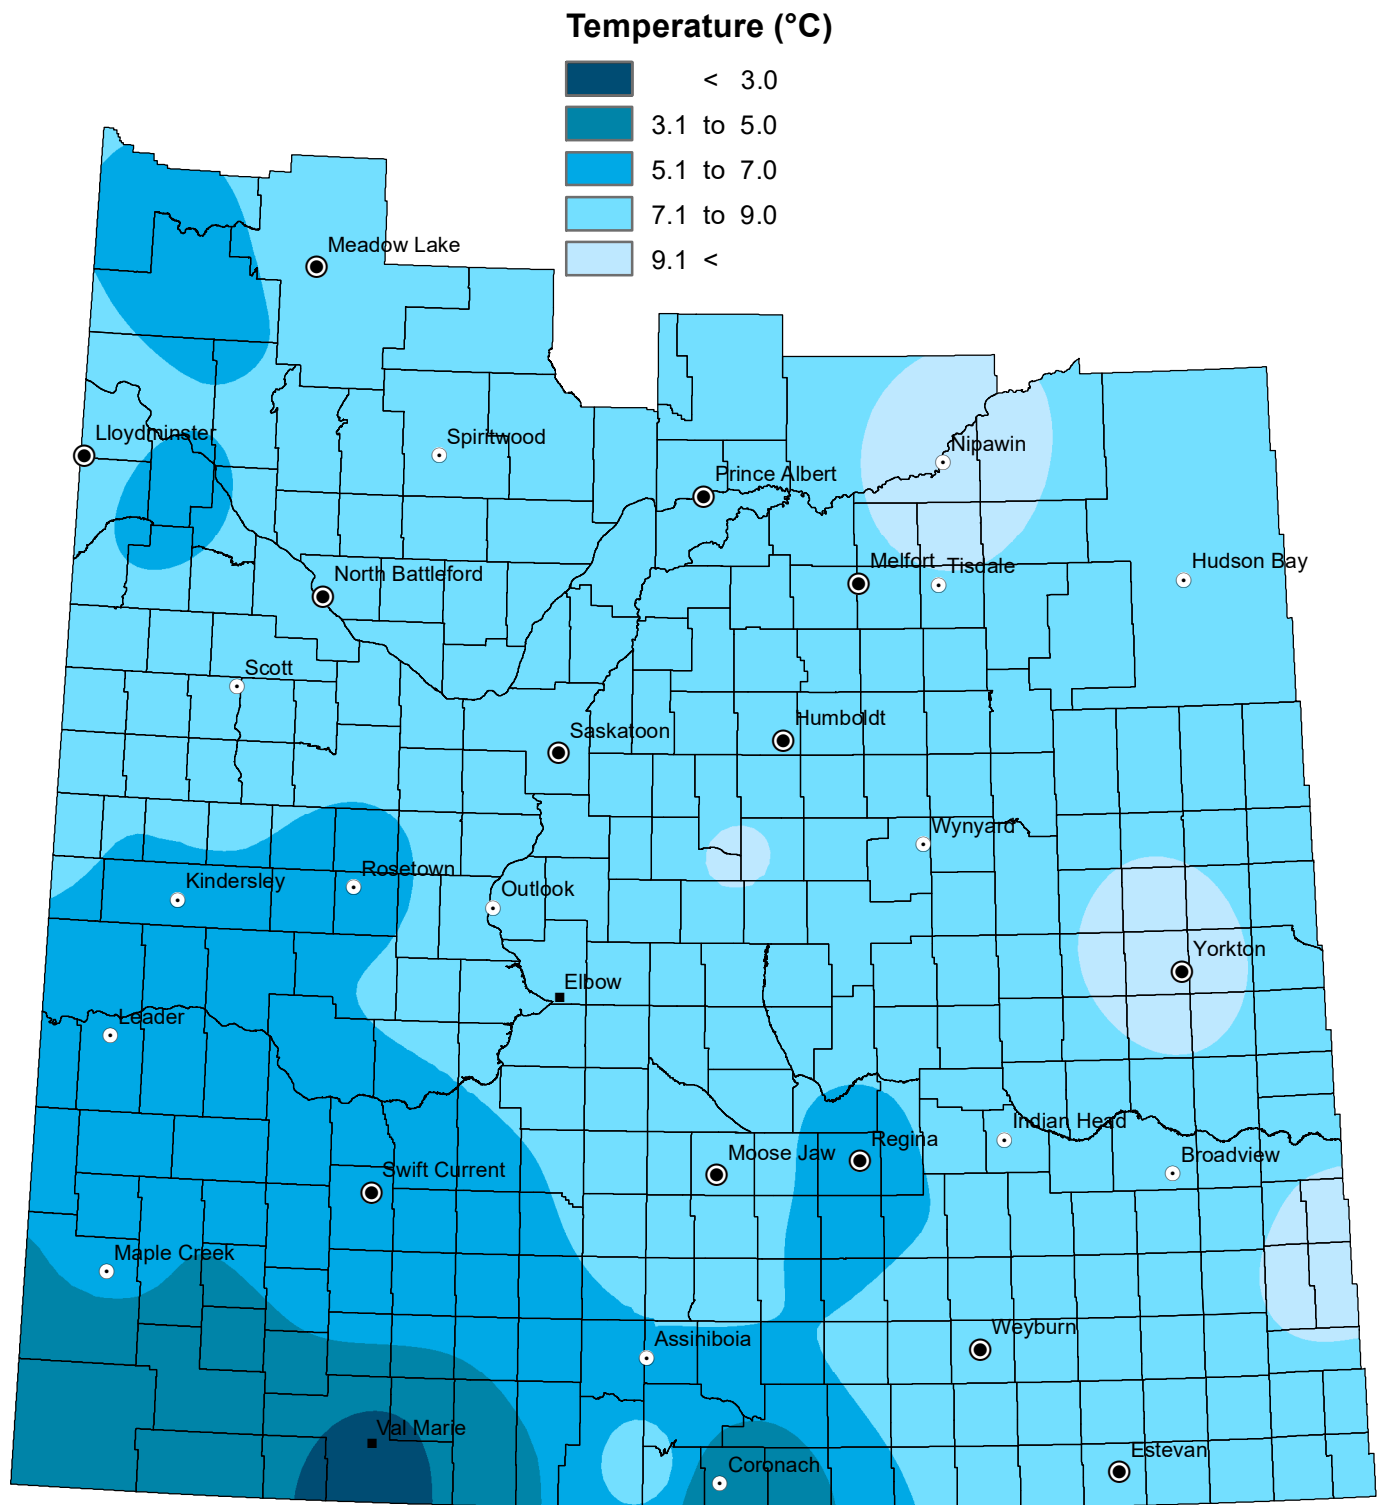 Temperature (°C)
< 3.0
3.1 to 5.0
5.1 to 7.0
7.1 to 9.0
9.1 <
Meadow Lake
Lloydminster
Spiritwood
Nipawin
Prince Albert
North Battleford
Melfort
Tisdale
Hudson Bay
Scott
Saskatoon
Humboldt
Wynyard
Kindersley
Rosetown
Outlook
Yorkton
Elbow
Leader
Indian Head
Regina
Moose Jaw
Broadview
Swift Current
Maple Creek
Assiniboia
Weyburn
Val Marie
Coronach
Estevan